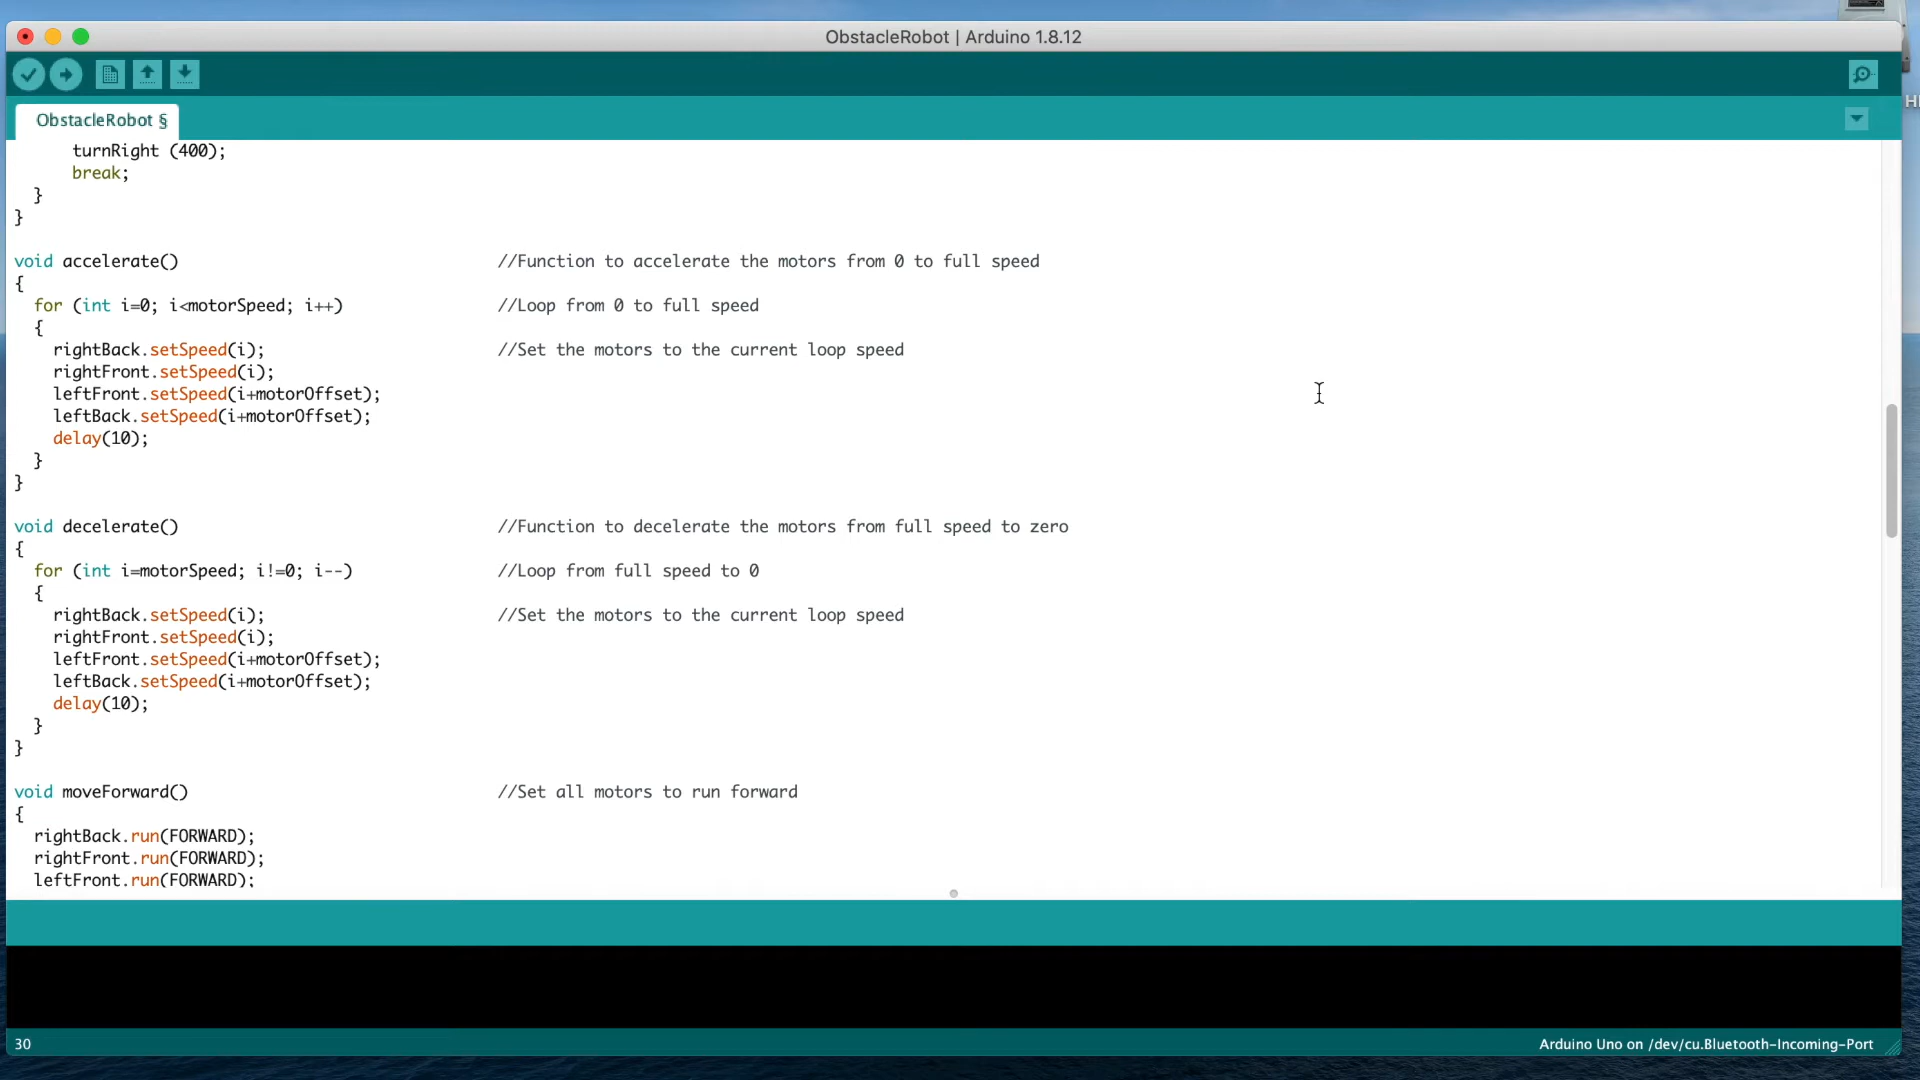 ObstacleRobot | Arduino 1.8.12
ObstacleRobot §
turnRight (400);
break;
}
}
void accelerate() //Function to accelerate the motors from 0 to full speed
{
for (int i=0; i<motorSpeed; i++) //Loop from 0 to full speed
{
rightBack.setSpeed(i); //Set the motors to the current loop speed
rightFront.setSpeed(i);
leftFront.setSpeed(i+motorOffset);
leftBack.setSpeed(i+motorOffset);
delay(10);
}
}
void decelerate() //Function to decelerate the motors from full speed to zero
{
for (int i=motorSpeed; i!=0; i--) //Loop from full speed to 0
{
rightBack.setSpeed(i); //Set the motors to the current loop speed
rightFront.setSpeed(i);
leftFront.setSpeed(i+motorOffset);
leftBack.setSpeed(i+motorOffset);
delay(10);
}
}
void moveForward() //Set all motors to run forward
{
rightBack.run(FORWARD);
rightFront.run(FORWARD);
leftFront.run(FORWARD);
30
Arduino Uno on /dev/cu.Bluetooth-Incoming-Port